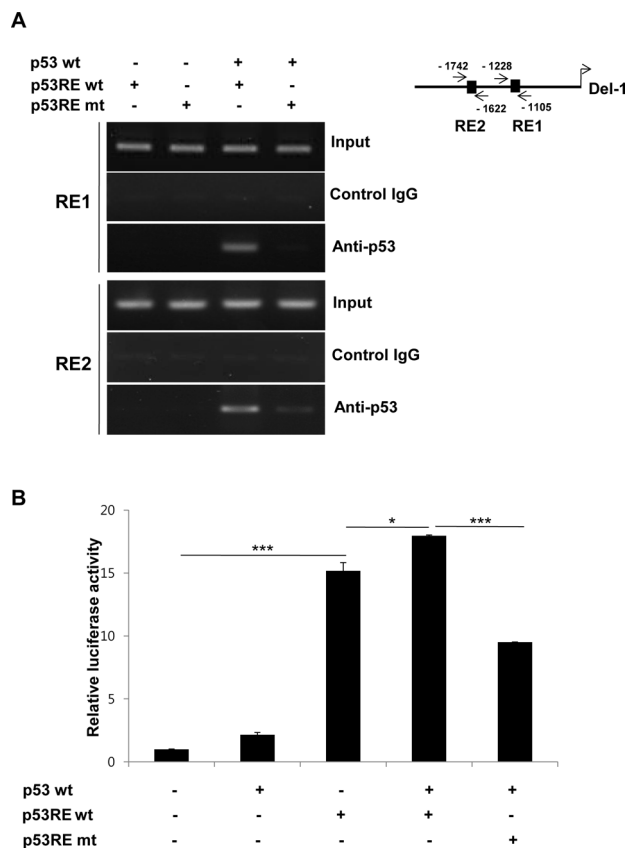 A
p53 wt - - + +
p53RE wt + - + -
p53RE mt - + - +
RE1
Input
Control IgG
Anti-p53
RE2
Input
Control IgG
Anti-p53
- 1742 - 1228
Del-1
- 1622 - 1105
RE2 RE1
B
Relative luciferase activity
20
15
10
5
0
*** * ***
p53 wt - + - + +
p53RE wt - - + + -
p53RE mt - - - - +